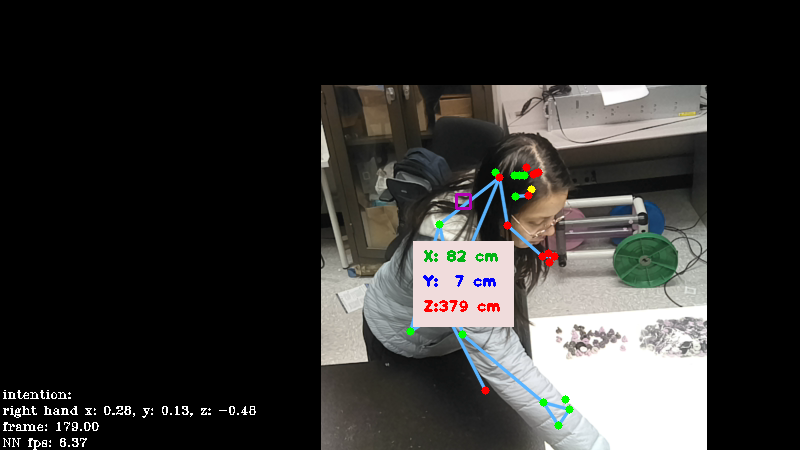 X: 82 cm
Y: 7 cm
Z:379 cm
intention:
right hand x: 0.28, y: 0.13, z: -0.48
frame: 179.00
NN fps: 6.37